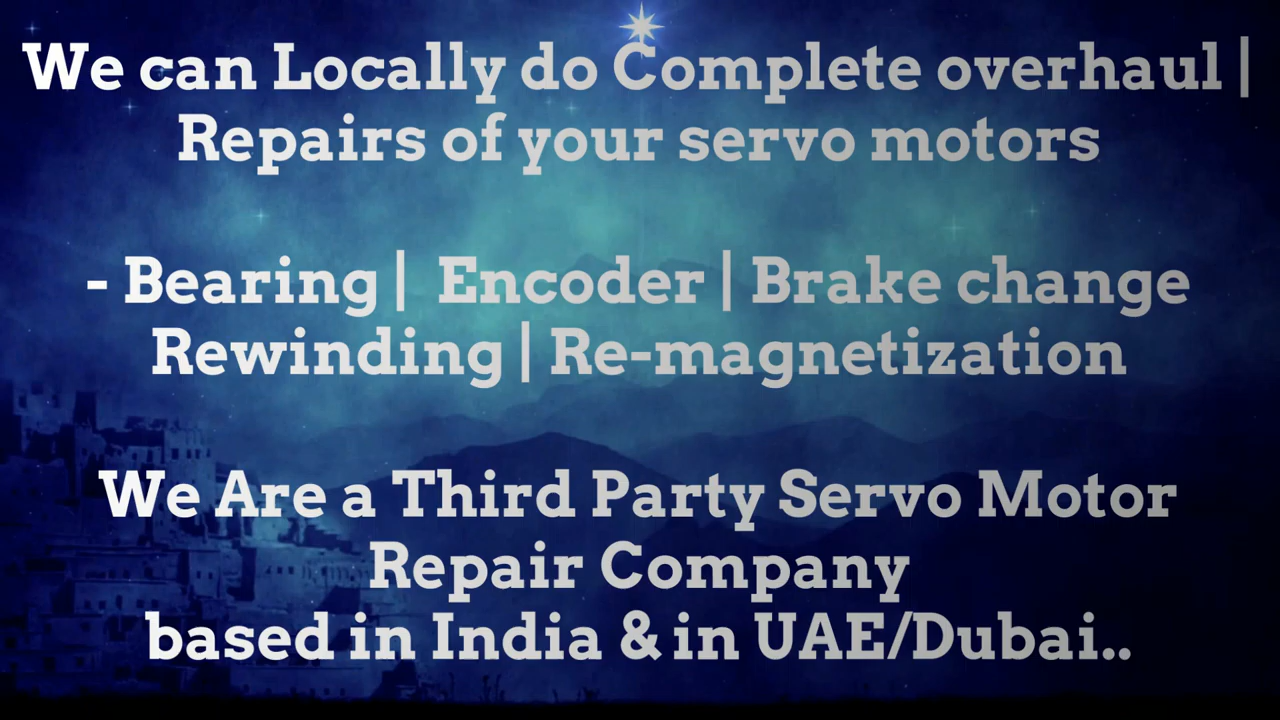 We can Locally do Complete overhaul |
Repairs of your servo motors
- Bearing | Encoder | Brake change
Rewinding | Re-magnetization
We Are a Third Party Servo Motor
Repair Company
based in India & in UAE/Dubai..